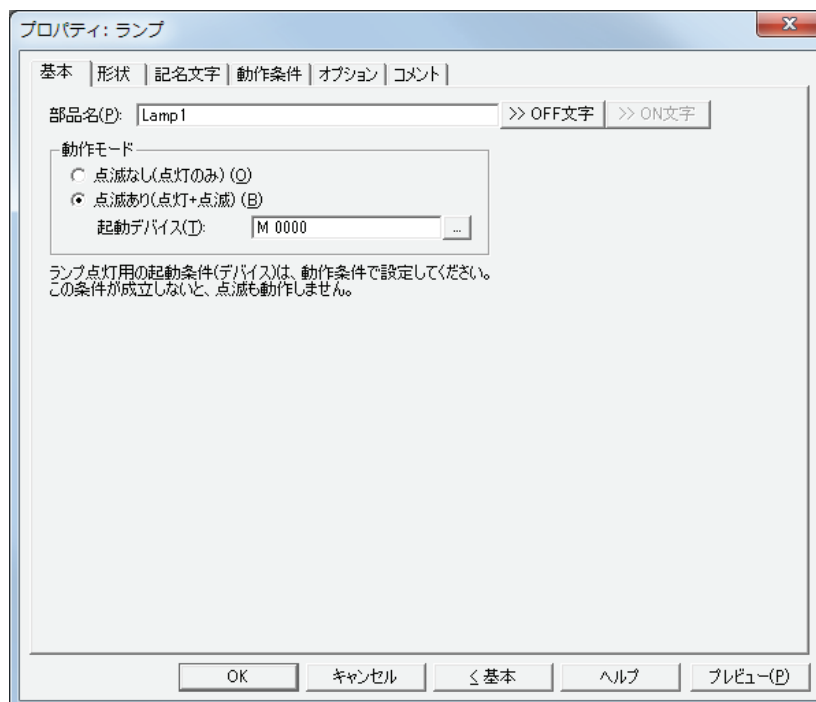 プロパティ: ランプ
基本 形状 記名文字 動作条件 オプション コメント
部品名(P): Lamp1 >> OFF文字 >> ON文字
動作モード
点滅なし(点灯のみ) (O)
点滅あり(点灯+点滅) (B)
起動デバイス(T): M 0000 ...
ランプ点灯用の起動条件(デバイス)は、動作条件で設定してください。
この条件が成立しないと、点滅も動作しません。
OK キャンセル < 基本 ヘルプ プレビュー(P)